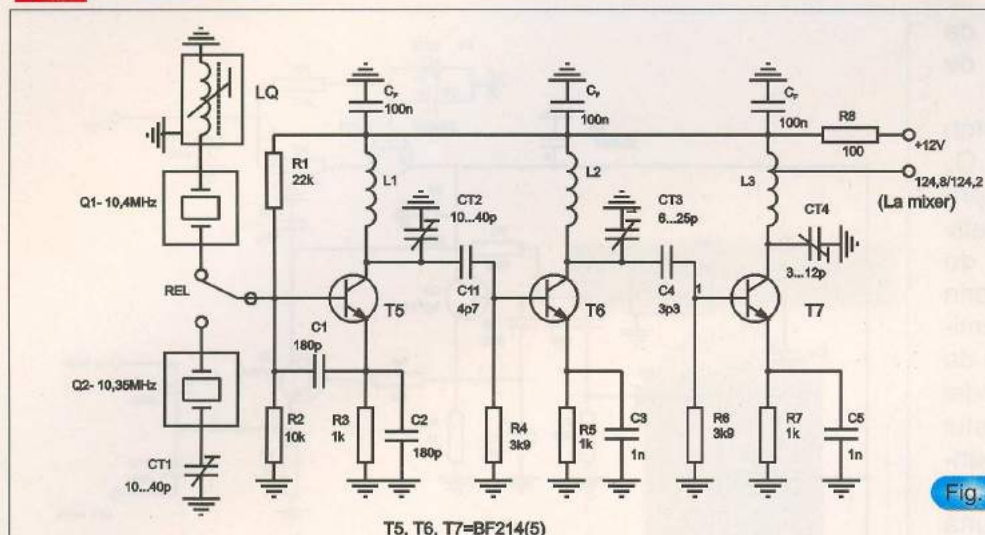 LQ
C_F
100n
C_F
100n
C_F
100n
R8
100
+12V
R1
22k
L1
L2
L3
124,8/124,2
(La mixer)
Q1- 10,4MHz
CT2
10...40p
CT3
6...25p
CT4
3...12p
REL
T5
C11
4p7
T6
C4
3p3
1
T7
C1
180p
Q2- 10,35MHz
R2
10k
R3
1k
C2
180p
R4
3k9
R5
1k
C3
1n
R6
3k9
R7
1k
C5
1n
CT1
10...40p
Fig.
T5, T6, T7=BF214(5)